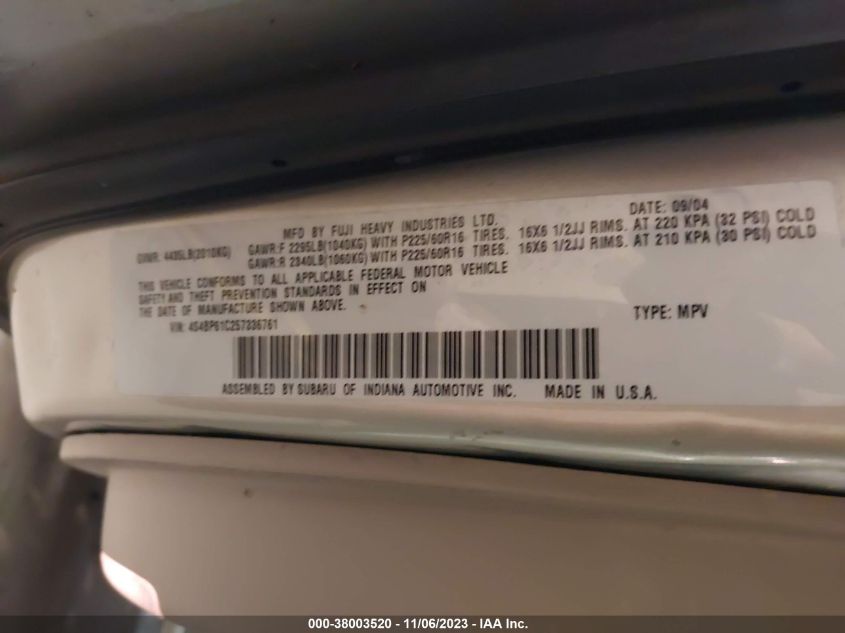 MFD BY FUJI HEAVY INDUSTRIES LTD. DATE: 09/04
GVWR: 4435LB(2010KG) GAWR:F 2295LB(1040KG) WITH P225/60R16 TIRES. 16X6 1/2JJ RIMS. AT 220 KPA (32 PSI) COLD
GAWR:R 2340LB(1060KG) WITH P225/60R16 TIRES. 16X6 1/2JJ RIMS. AT 210 KPA (30 PSI) COLD
THIS VEHICLE CONFORMS TO ALL APPLICABLE FEDERAL MOTOR VEHICLE
SAFETY AND THEFT PREVENTION STANDARDS IN EFFECT ON
THE DATE OF MANUFACTURE SHOWN ABOVE.
VIN: 4S4BP61C257336761 TYPE: MPV
ASSEMBLED BY SUBARU OF INDIANA AUTOMOTIVE INC. MADE IN U.S.A.
000-38003520 - 11/06/2023 - IAA Inc.